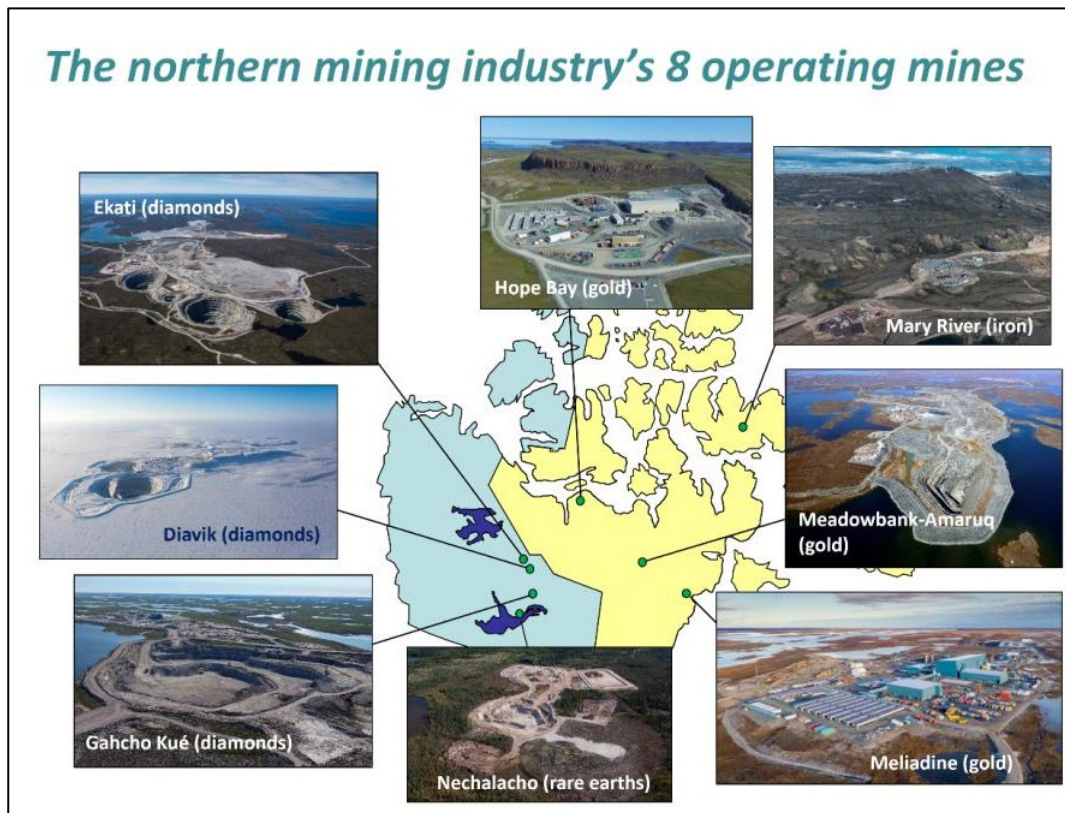 The northern mining industry’s 8 operating mines
Ekati (diamonds)
Hope Bay (gold)
Mary River (iron)
Diavik (diamonds)
Meadowbank-Amaruq
(gold)
Gahcho Kué (diamonds)
Nechalacho (rare earths)
Meliadine (gold)